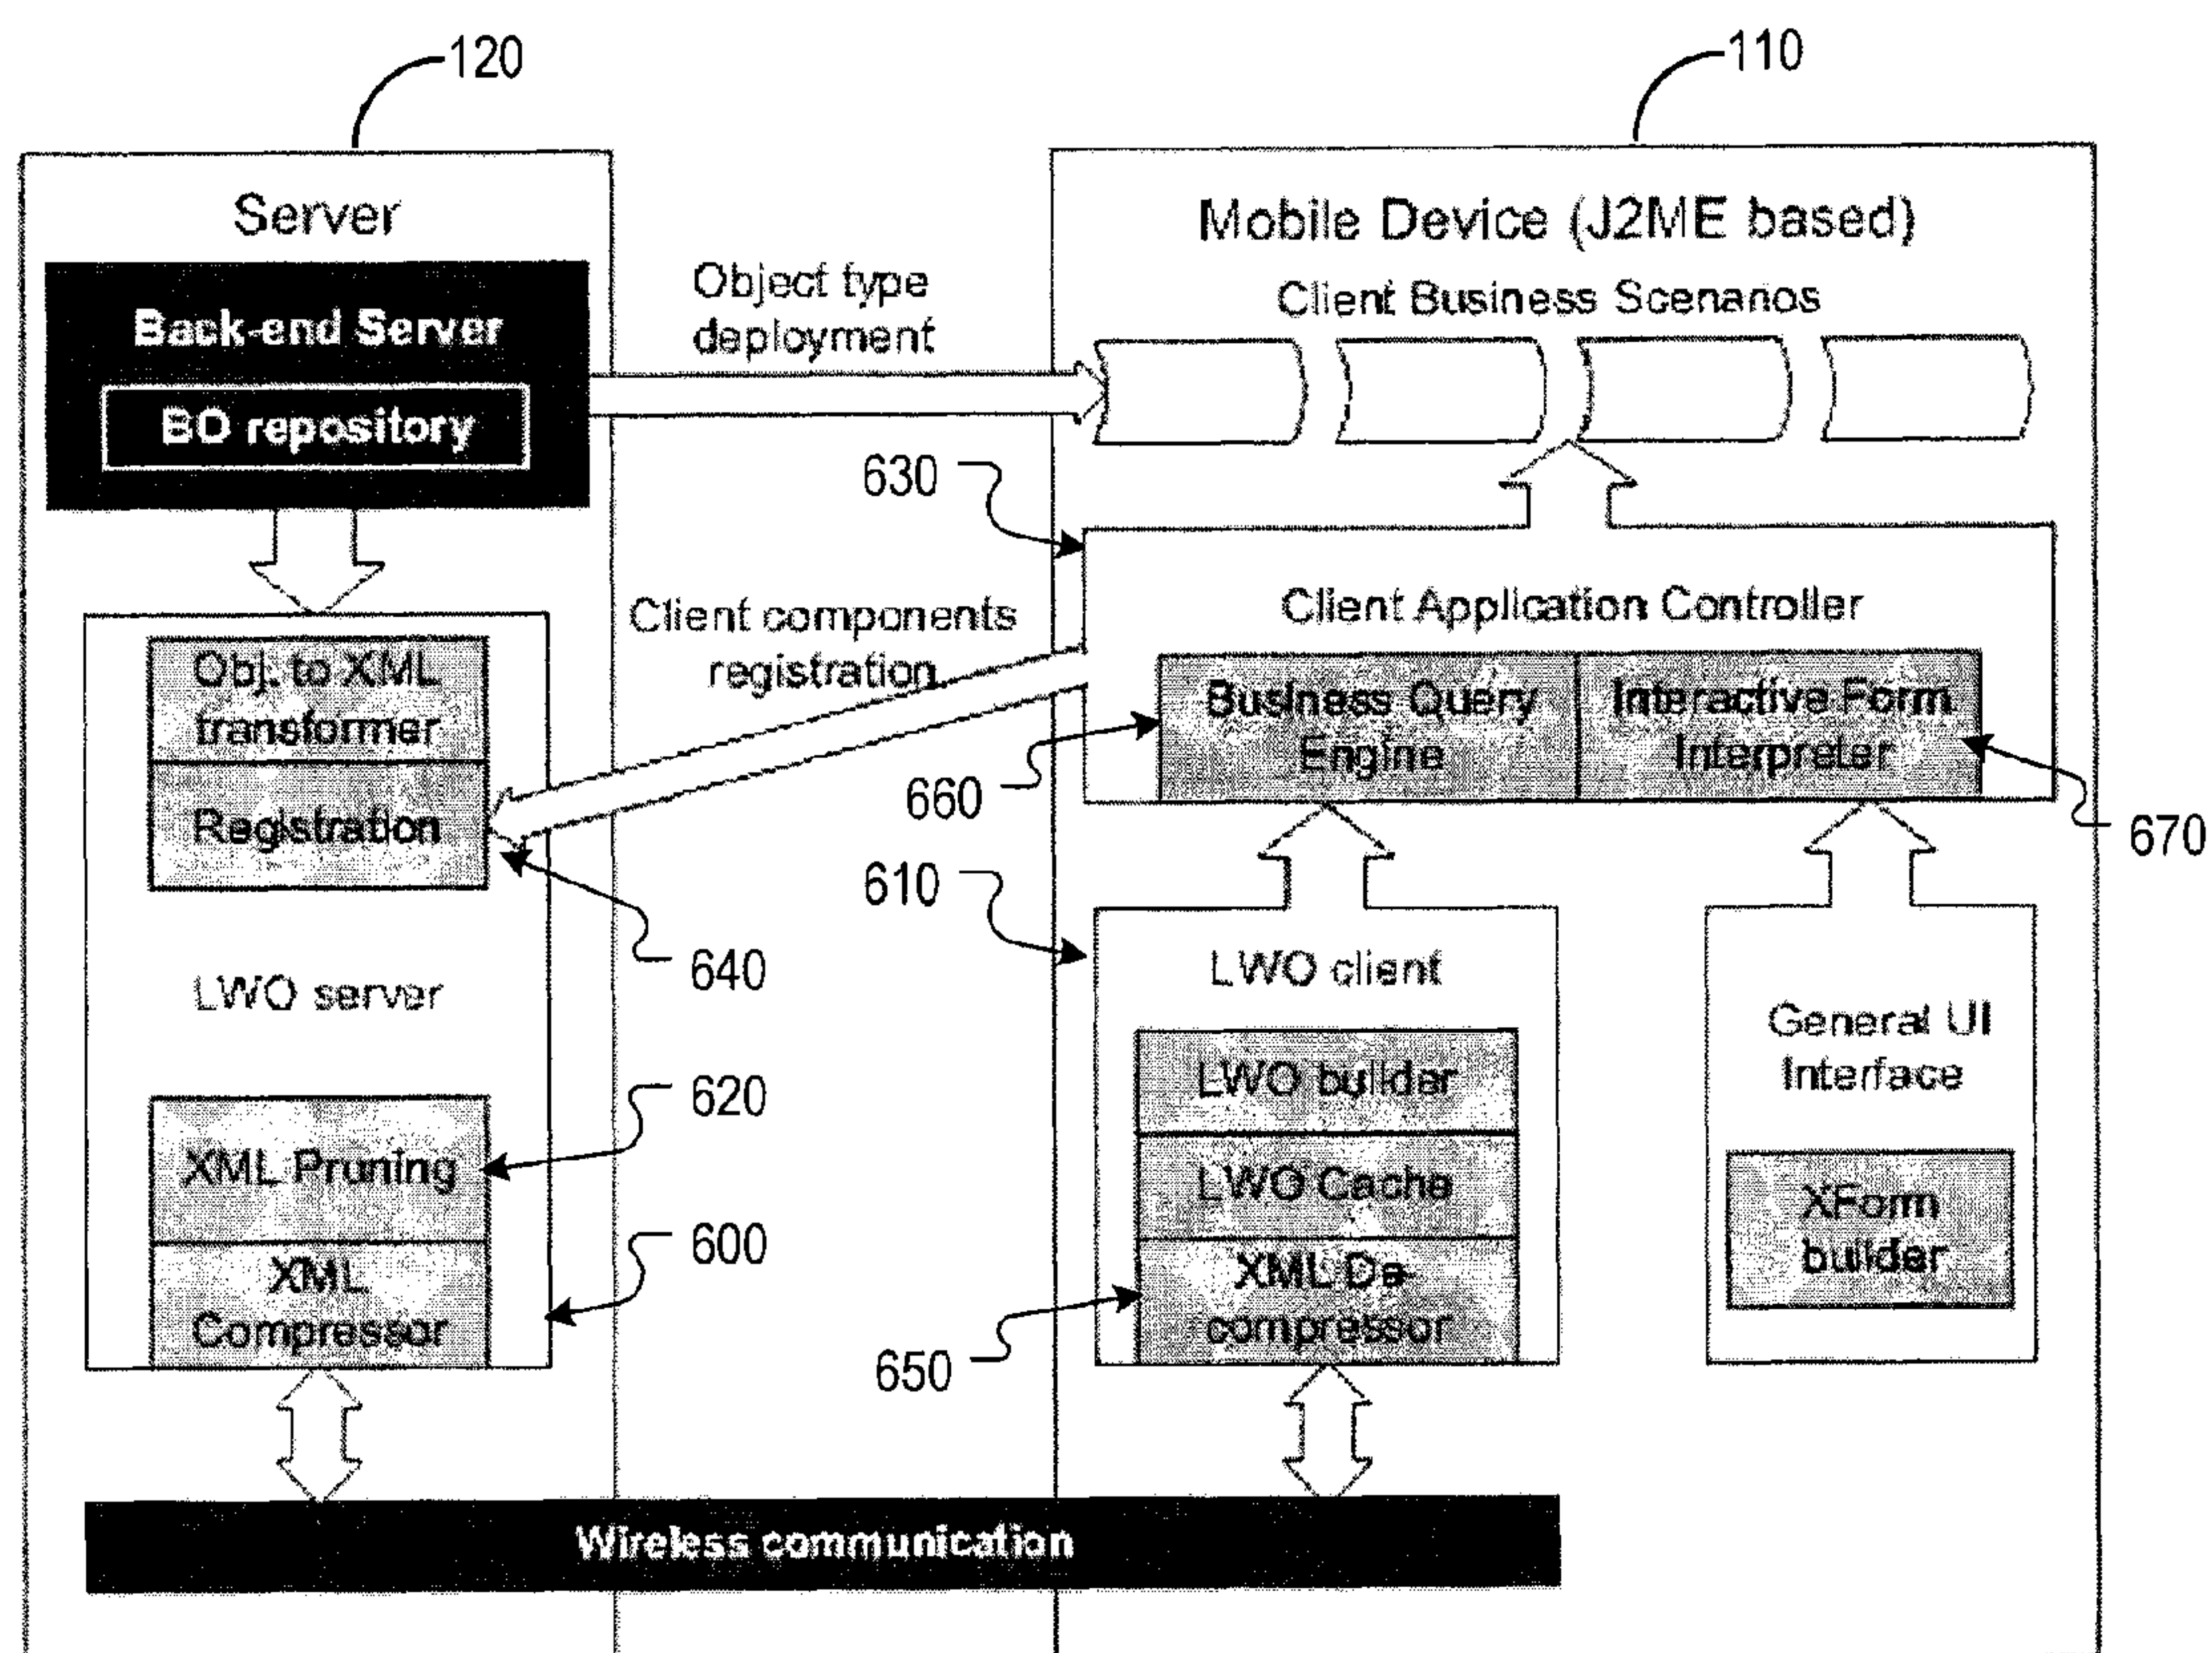 120
110
Server
Mobile Device (J2ME based)
Client Business Scenarios
Object type
deployment
Back-end Server
BO repository
630
Client components
registration
Client Application Controller
Obj. to XML
transformer
Registration
Business Query
Engine
Interactive Form
Interpreter
660
670
640
610
LWO server
LWO client
General UI
Interface
620
XML Pruning
LWO builder
LWO Cache
600
XML
Compressor
XML De-
compressor
XForm
builder
650
Wireless communication